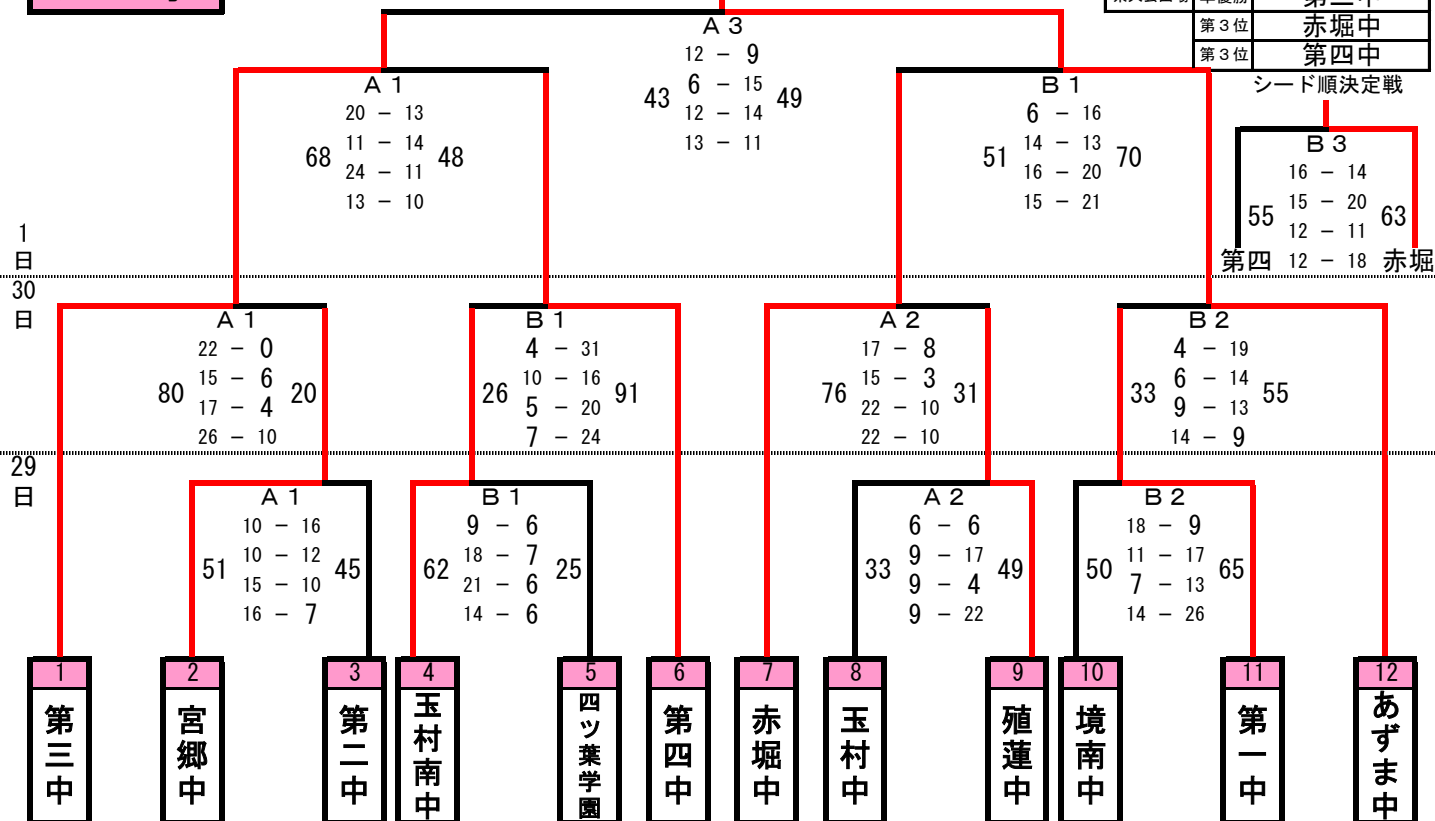 第３位 赤堀中
第３位 第四中
シード順決定戦
Ａ３
12 － 9
6 － 15
43 49
12 － 14
13 － 11
Ａ１
20 － 13
11 － 14
68 48
24 － 11
13 － 10
Ｂ１
6 － 16
14 － 13
51 70
16 － 20
15 － 21
Ｂ３
16 － 14
15 － 20
55 63
12 － 11
第四 12 － 18 赤堀
1
日
30
日
Ａ１
22 － 0
15 － 6
80 20
17 － 4
26 － 10
Ｂ１
4 － 31
10 － 16
26 91
5 － 20
7 － 24
Ａ２
17 － 8
15 － 3
76 31
22 － 10
22 － 10
Ｂ２
4 － 19
6 － 14
33 55
9 － 13
14 － 9
29
日
Ａ１
10 － 16
10 － 12
51 45
15 － 10
16 － 7
Ｂ１
9 － 6
18 － 7
62 25
21 － 6
14 － 6
Ａ２
6 － 6
9 － 17
33 49
9 － 4
9 － 22
Ｂ２
18 － 9
11 － 17
50 65
7 － 13
14 － 26
1
第三中
2
宮郷中
3
第二中
4
玉村南中
5
四ツ葉学園
6
第四中
7
赤堀中
8
玉村中
9
殖蓮中
10
境南中
11
第一中
12
あずま中